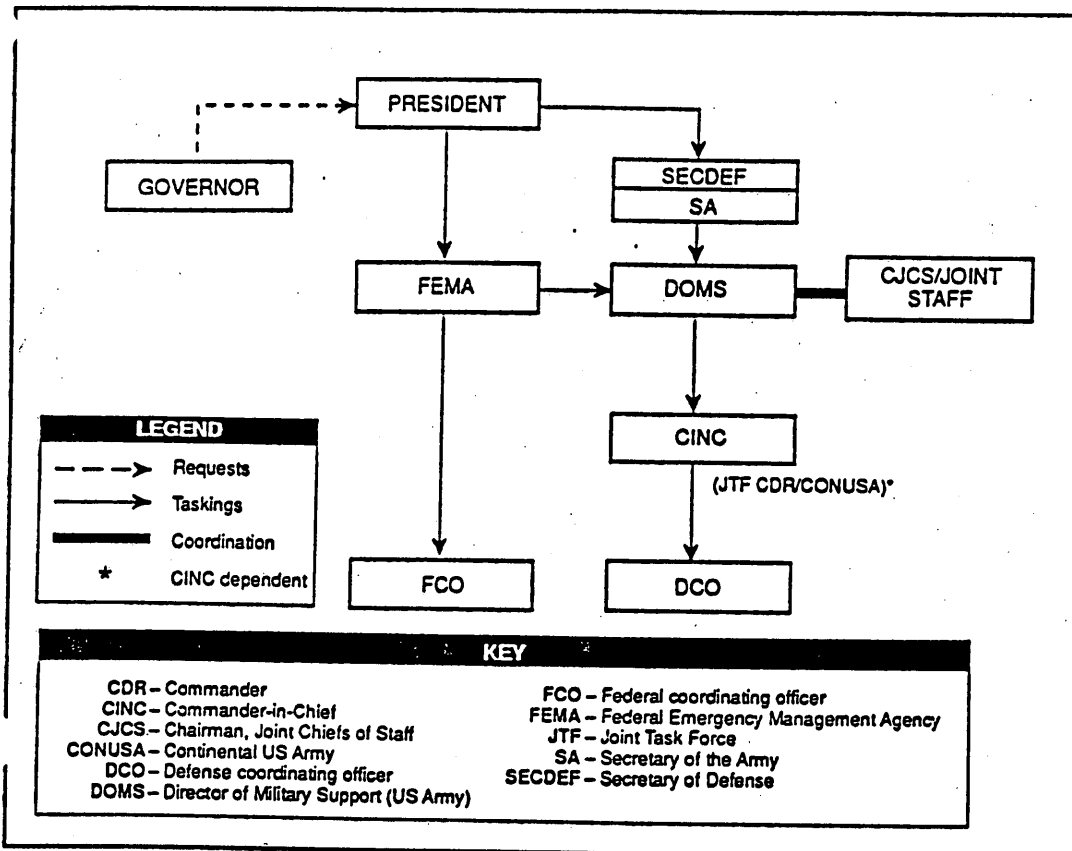 PRESIDENT
GOVERNOR
SECDEF
SA
FEMA
DOMS
CJCS/JOINT
STAFF
CINC
(JTF CDR/CONUSA)*
FCO
DCO
LEGEND
Requests
Taskings
Coordination
* CINC dependent
KEY
CDR – Commander
CINC – Commander-in-Chief
CJCS – Chairman, Joint Chiefs of Staff
CONUSA – Continental US Army
DCO – Defense coordinating officer
DOMS – Director of Military Support (US Army)
FCO – Federal coordinating officer
FEMA – Federal Emergency Management Agency
JTF – Joint Task Force
SA – Secretary of the Army
SECDEF – Secretary of Defense